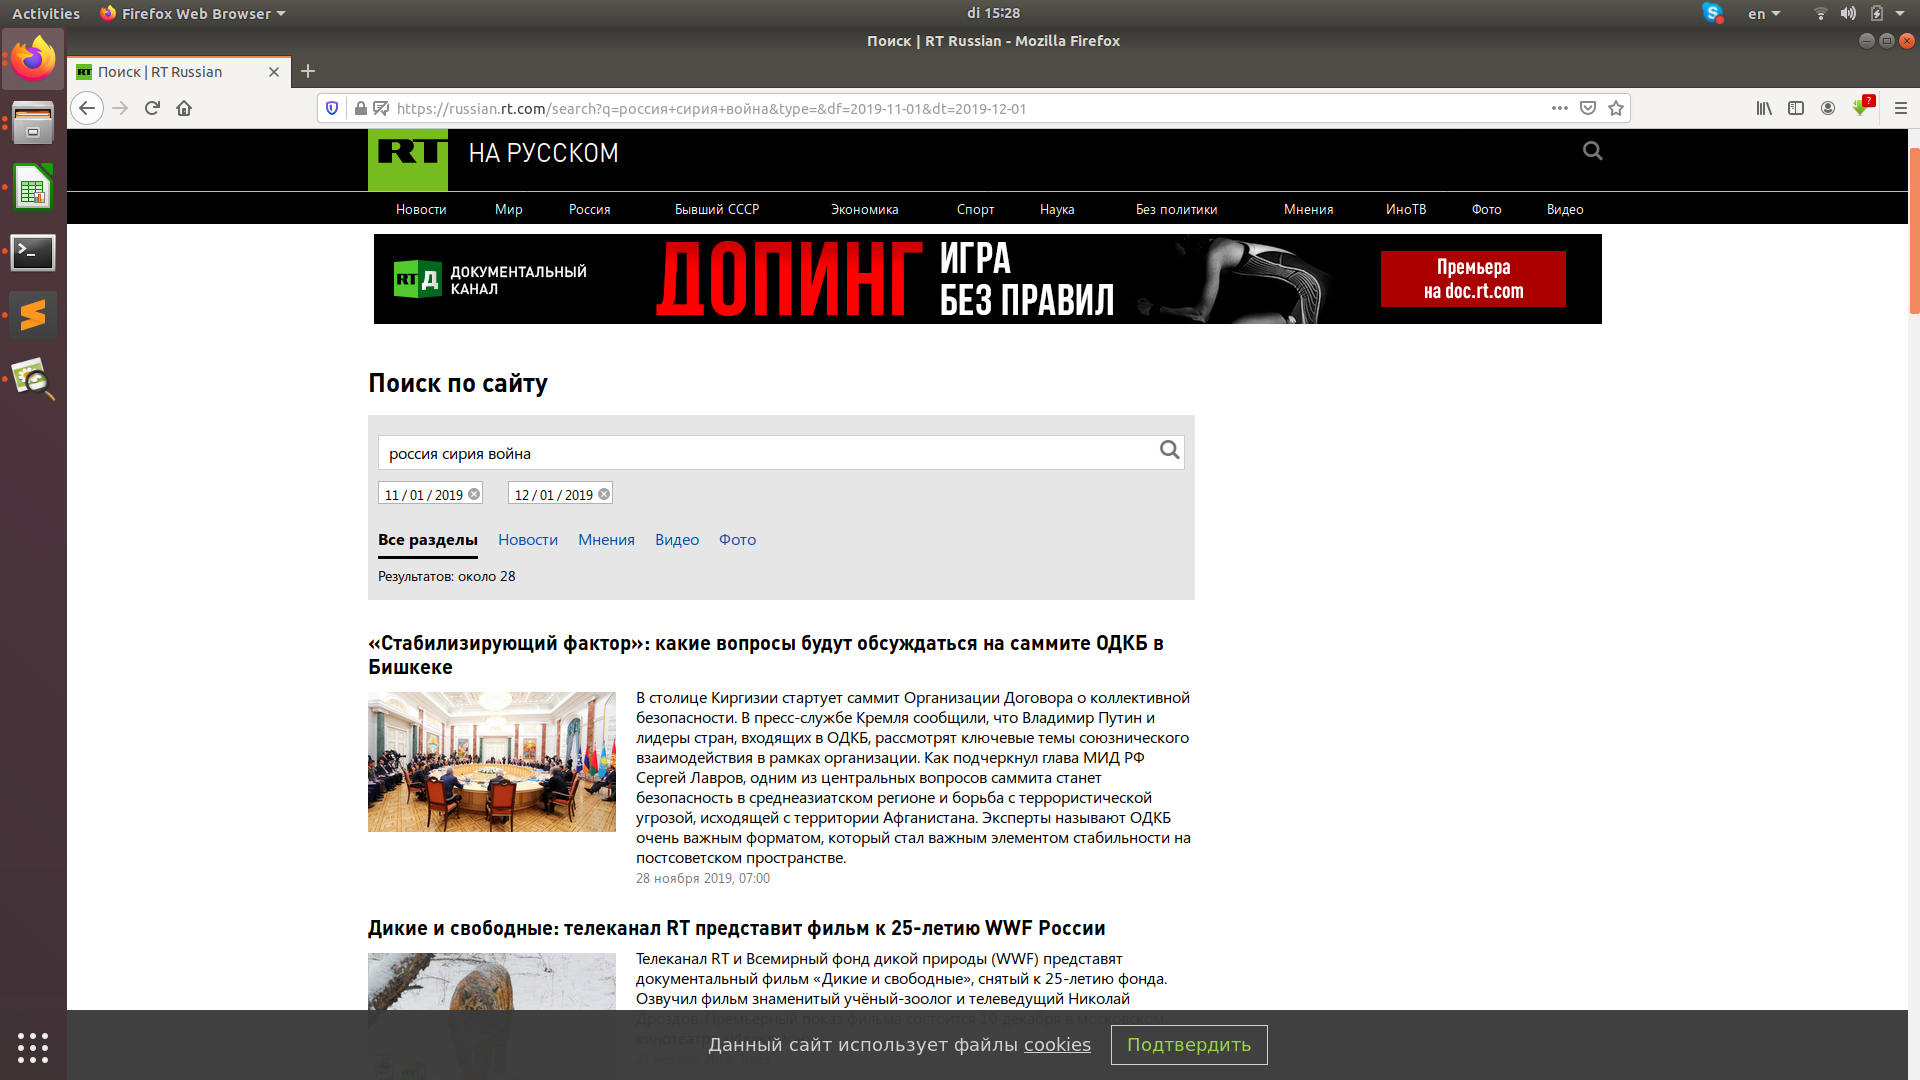 Activities
Firefox Web Browser
di 15:28
en
Поиск | RT Russian - Mozilla Firefox
RT Поиск | RT Russian
https://russian.rt.com/search?q=россия+сирия+война&type=&df=2019-11-01&dt=2019-12-01
RT НА РУССКОМ
Новости Мир Россия Бывший СССР Экономика Спорт Наука Без политики Мнения ИноТВ Фото Видео
RT Д ДОКУМЕНТАЛЬНЫЙ
КАНАЛ
ДОПИНГ
ИГРА
БЕЗ ПРАВИЛ
Премьера
на doc.rt.com
Поиск по сайту
россия сирия война
11 / 01 / 2019 12 / 01 / 2019
Все разделы Новости Мнения Видео Фото
Результатов: около 28
«Стабилизирующий фактор»: какие вопросы будут обсуждаться на саммите ОДКБ в
Бишкеке
В столице Киргизии стартует саммит Организации Договора о коллективной
безопасности. В пресс-службе Кремля сообщили, что Владимир Путин и
лидеры стран, входящих в ОДКБ, рассмотрят ключевые темы союзнического
взаимодействия в рамках организации. Как подчеркнул глава МИД РФ
Сергей Лавров, одним из центральных вопросов саммита станет
безопасность в среднеазиатском регионе и борьба с террористической
угрозой, исходящей с территории Афганистана. Эксперты называют ОДКБ
очень важным форматом, который стал важным элементом стабильности на
постсоветском пространстве.
28 ноября 2019, 07:00
Дикие и свободные: телеканал RT представит фильм к 25-летию WWF России
Телеканал RT и Всемирный фонд дикой природы (WWF) представят
документальный фильм «Дикие и свободные», снятый к 25-летию фонда.
Озвучил фильм знаменитый учёный-зоолог и телеведущий Николай
Дроздов. Премьерный показ фильма состоится 10 декабря в московском
Данный сайт использует файлы cookies
Подтвердить